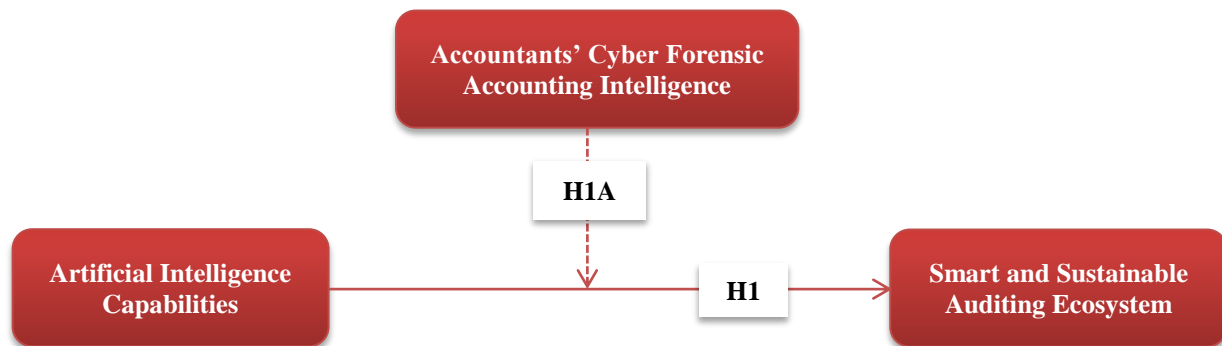 Accountants’ Cyber Forensic
Accounting Intelligence
H1A
Artificial Intelligence
Capabilities
H1
Smart and Sustainable
Auditing Ecosystem